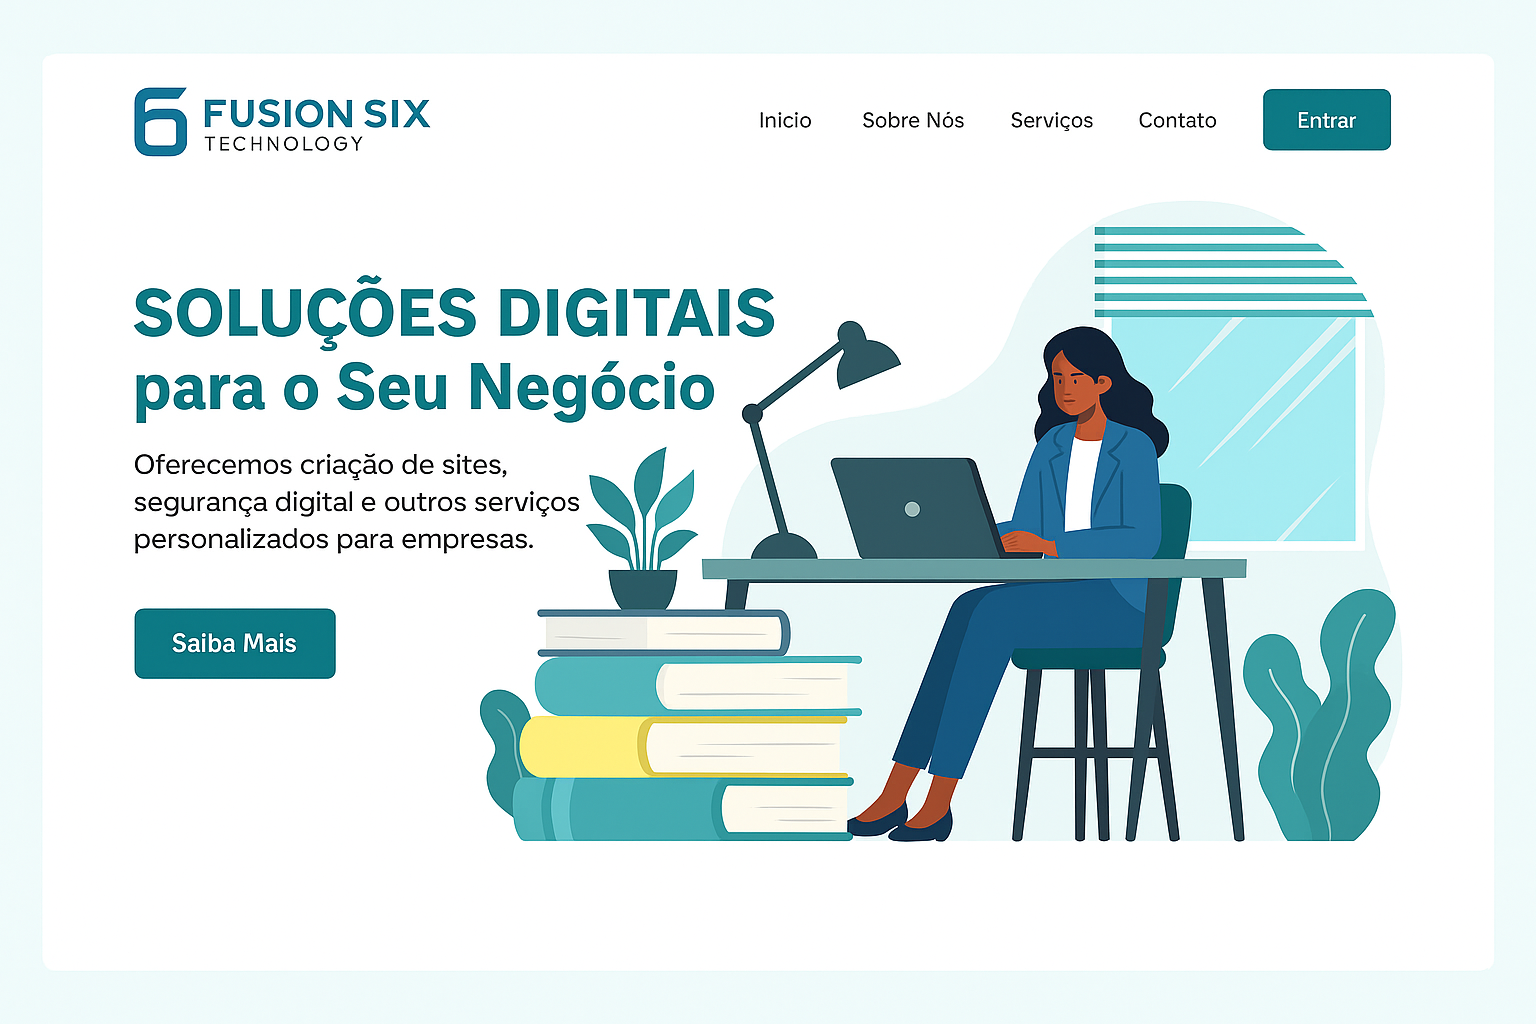 6 FUSION SIX
TECHNOLOGY
Inicio
Sobre Nós
Serviços
Contato
Entrar
SOLUÇÕES DIGITAIS
para o Seu Negócio
Oferecemos criação de sites,
segurança digital e outros serviços
personalizados para empresas.
Saiba Mais